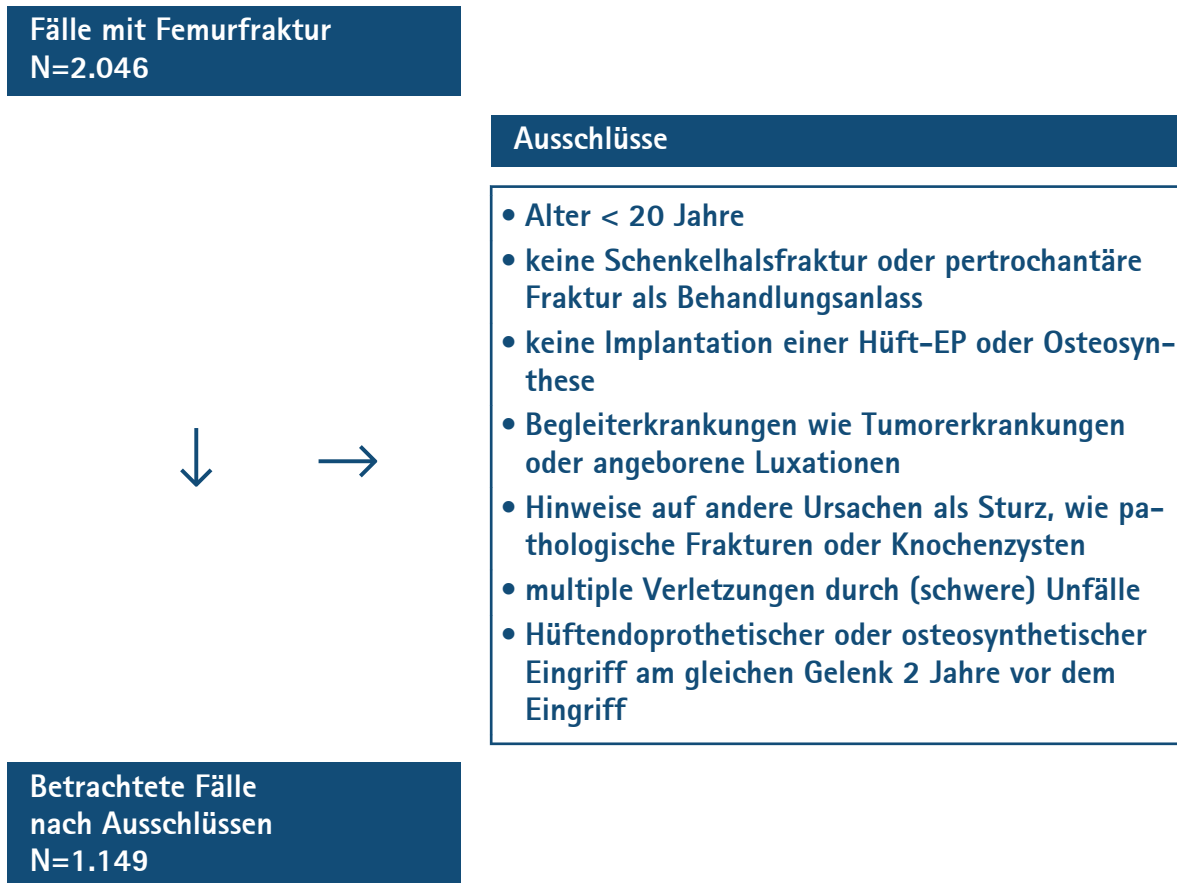 Fälle mit Femurfraktur
N=2.046
Ausschlüsse
• Alter < 20 Jahre
• keine Schenkelhalsfraktur oder pertrochantäre
Fraktur als Behandlungsanlass
• keine Implantation einer Hüft-EP oder Osteosyn-
these
• Begleiterkrankungen wie Tumorerkrankungen
oder angeborene Luxationen
• Hinweise auf andere Ursachen als Sturz, wie pa-
thologische Frakturen oder Knochenzysten
• multiple Verletzungen durch (schwere) Unfälle
• Hüftendoprothetischer oder osteosynthetischer
Eingriff am gleichen Gelenk 2 Jahre vor dem
Eingriff
Betrachtete Fälle
nach Ausschlüssen
N=1.149